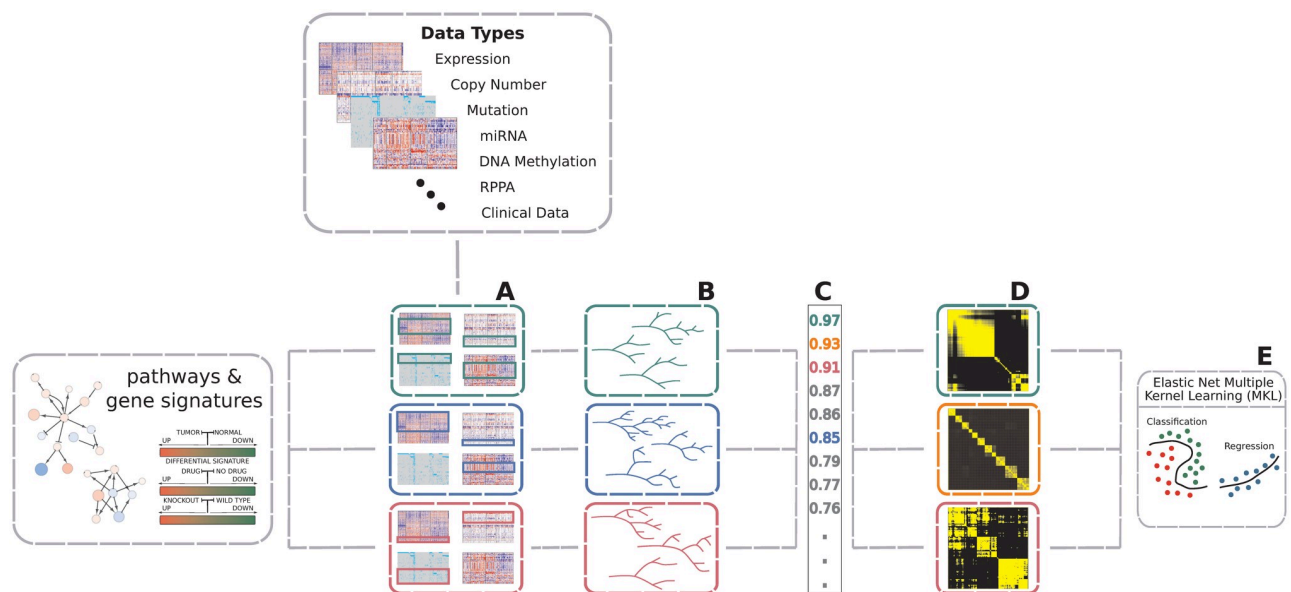 Data Types
Expression
Copy Number
Mutation
miRNA
DNA Methylation
RPPA
Clinical Data
A
B
C
D
E
pathways &
gene signatures
TUMOR NORMAL
UP DOWN
DIFFERENTIAL SIGNATURE
DRUG NO DRUG
UP DOWN
KNOCKOUT WILD TYPE
UP DOWN
0.97
0.93
0.91
0.87
0.86
0.85
0.79
0.77
0.76
Elastic Net Multiple
Kernel Learning (MKL)
Classification
Regression